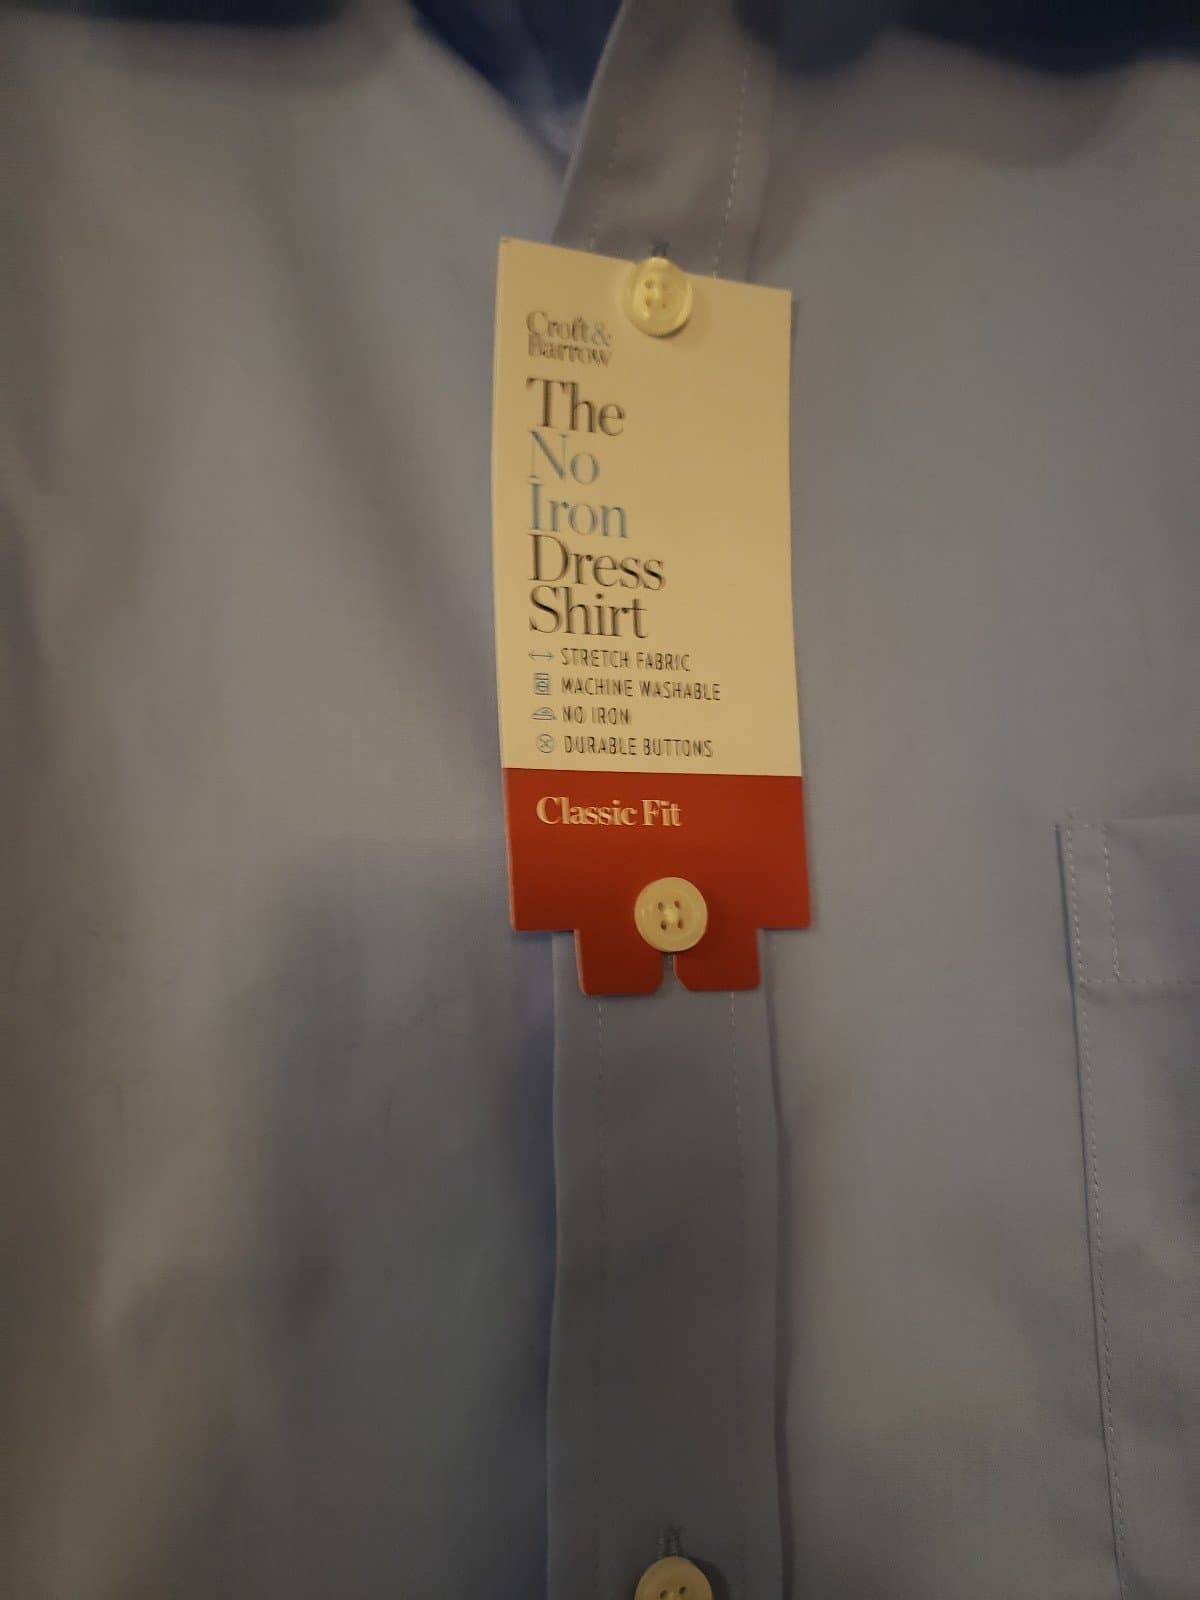 Croft&
Barrow
The
No
Iron
Dress
Shirt
STRETCH FABRIC
MACHINE WASHABLE
NO IRON
DURABLE BUTTONS
Classic Fit